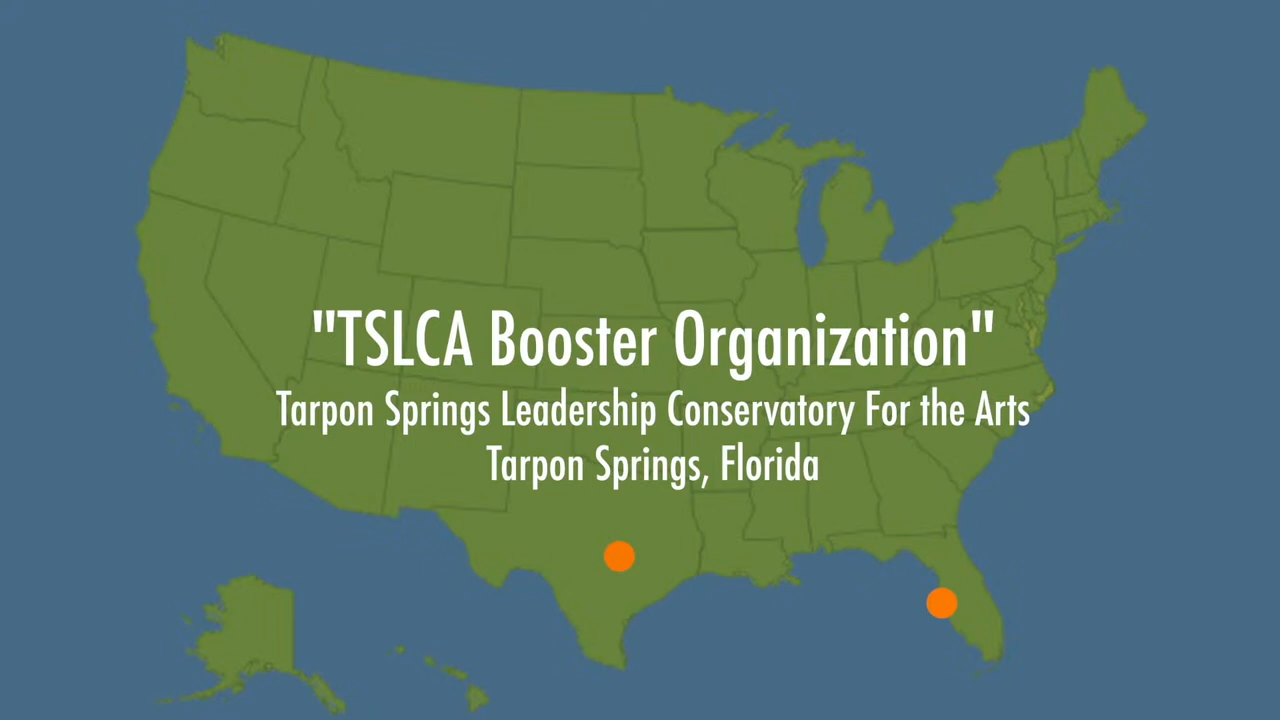 "TSLCA Booster Organization"
Tarpon Springs Leadership Conservatory For the Arts
Tarpon Springs, Florida